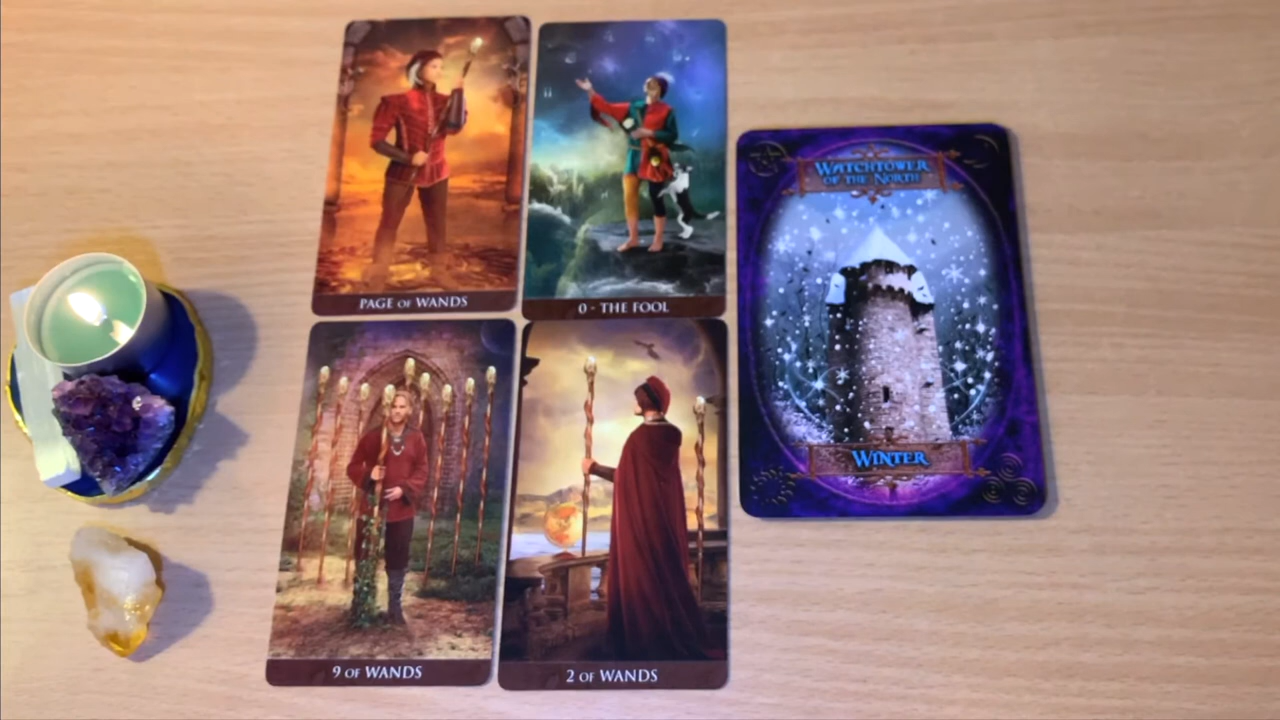 PAGE OF WANDS
0 - THE FOOL
WATCHTOWER
OF THE NORTH
WINTER
9 OF WANDS
2 OF WANDS